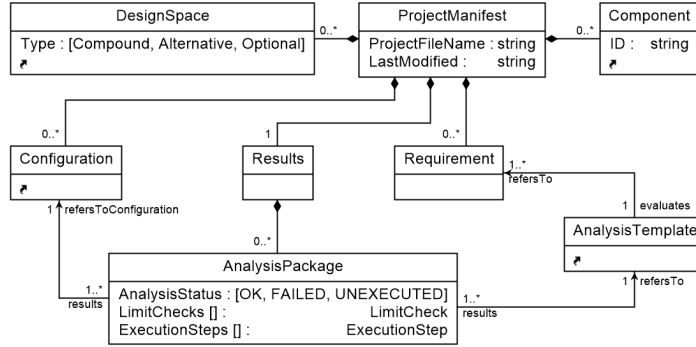 DesignSpace
Type : [Compound, Alternative, Optional]
0..*
ProjectManifest
ProjectFileName : string
LastModified : string
0..*
Component
ID : string
0..*
1
0..*
Configuration
Results
Requirement
1..*
refersTo
1 refersToConfiguration
1 evaluates
AnalysisTemplate
0..*
AnalysisPackage
AnalysisStatus : [OK, FAILED, UNEXECUTED]
LimitChecks [] : LimitCheck
ExecutionSteps [] : ExecutionStep
1..*
results
1..*
results
1 refersTo